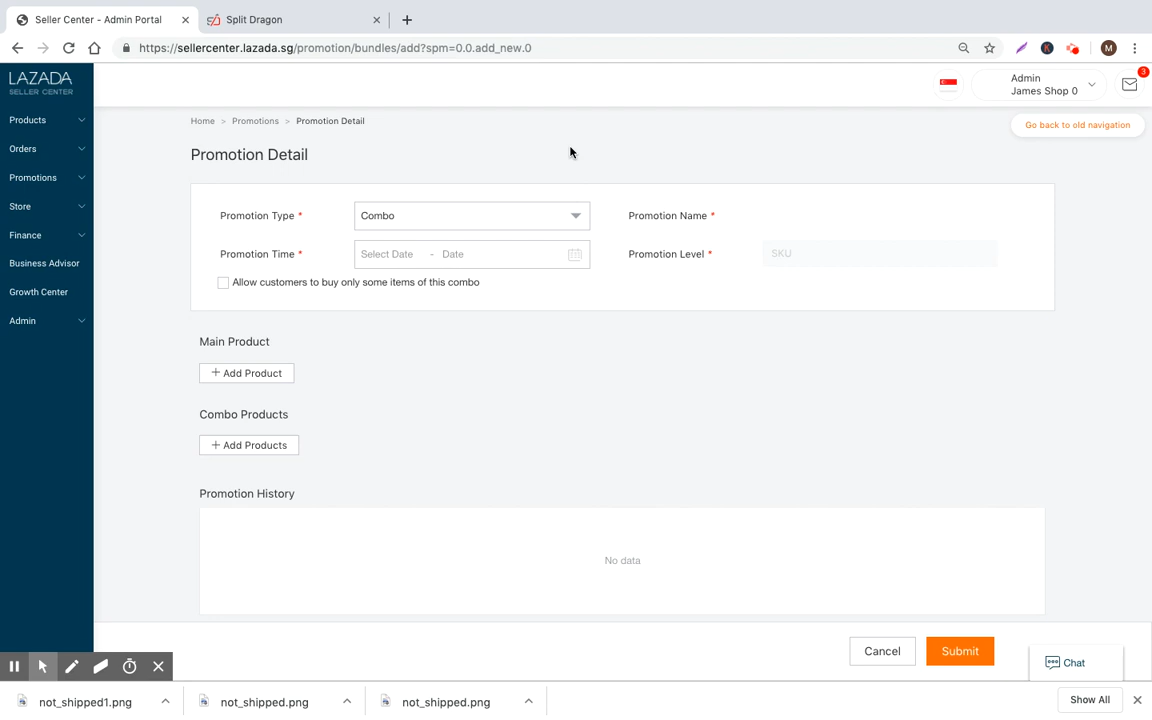 Seller Center - Admin Portal
Split Dragon
https://sellercenter.lazada.sg/promotion/bundles/add?spm=0.0.add_new.0
M
LAZADA
SELLER CENTER
Admin
James Shop 0
3
Products
Orders
Promotions
Store
Finance
Business Advisor
Growth Center
Admin
Home > Promotions > Promotion Detail
Go back to old navigation
Promotion Detail
Promotion Type *
Combo
Promotion Name *
Promotion Time *
Select Date - Date
Promotion Level *
SKU
Allow customers to buy only some items of this combo
Main Product
+ Add Product
Combo Products
+ Add Products
Promotion History
No data
Cancel
Submit
Chat
not_shipped1.png
not_shipped.png
not_shipped.png
Show All